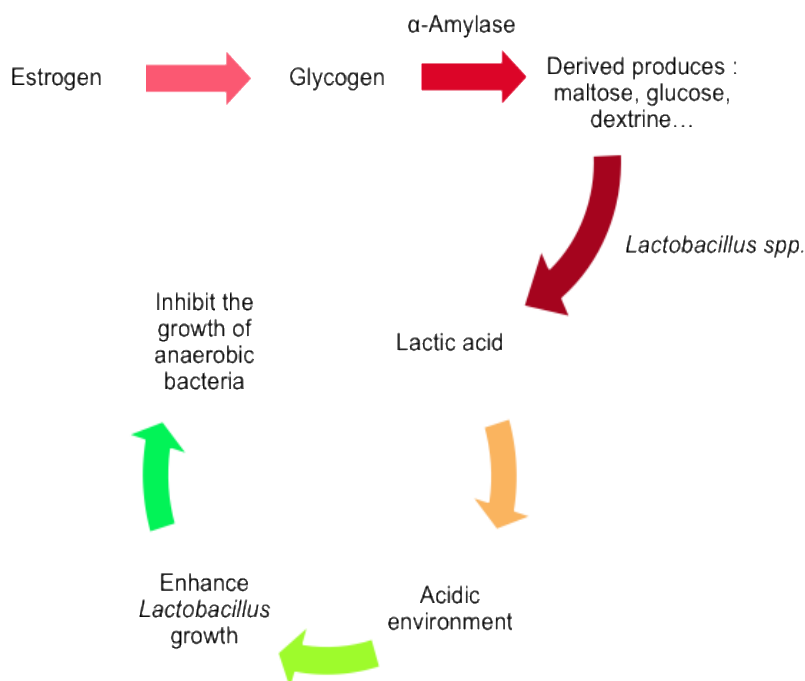 Estrogen
Glycogen
α-Amylase
Derived produces :
maltose, glucose,
dextrine…
Lactobacillus spp.
Lactic acid
Acidic
environment
Enhance
Lactobacillus
growth
Inhibit the
growth of
anaerobic
bacteria